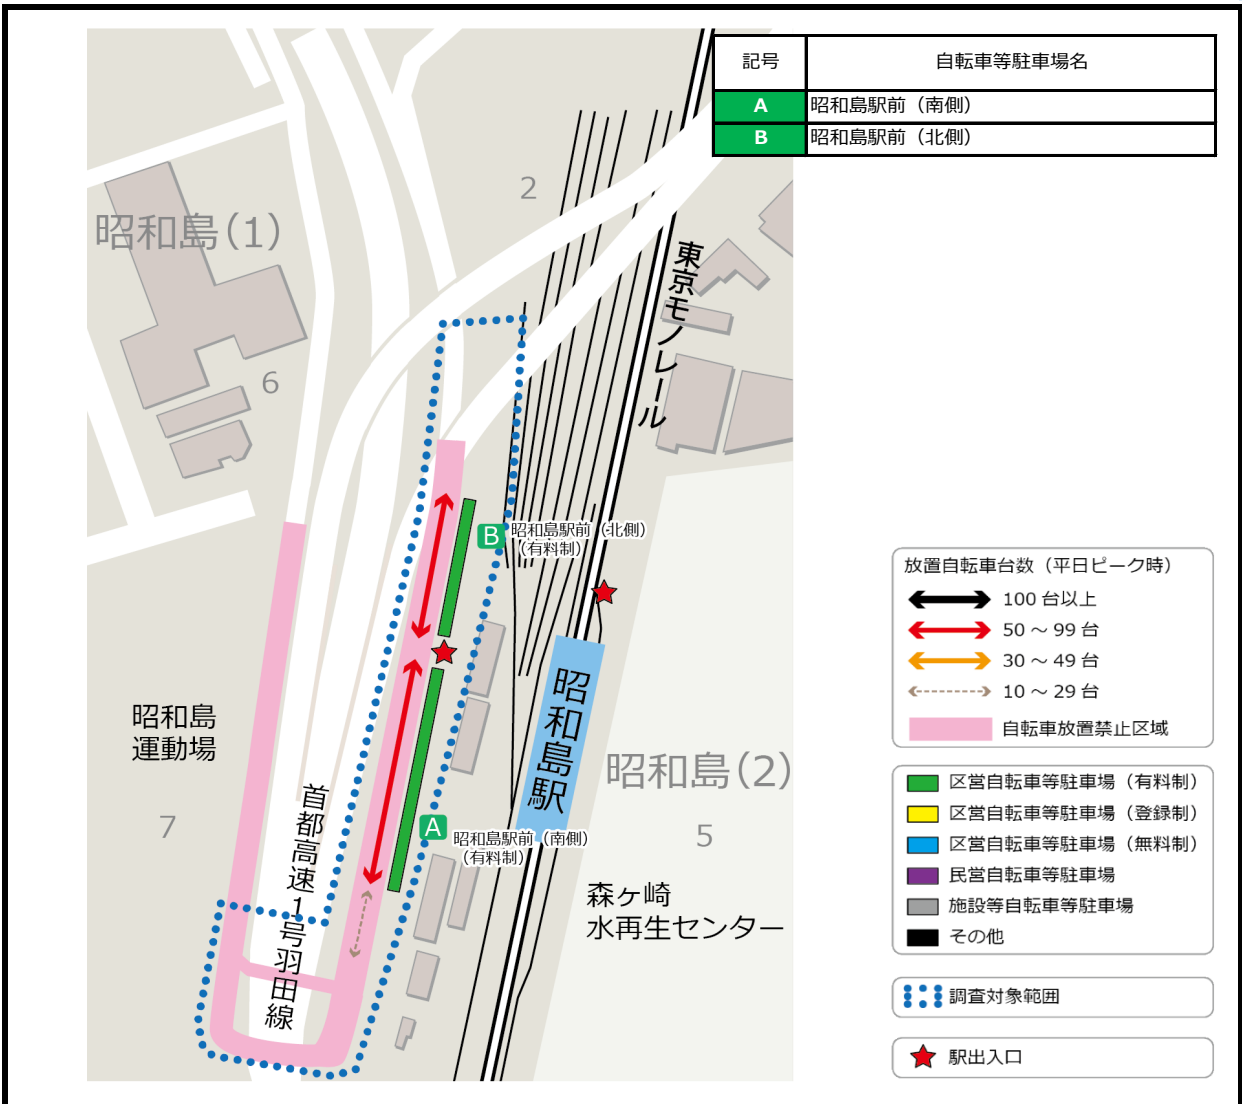 記号
自転車等駐車場名
A
昭和島駅前（南側）
B
昭和島駅前（北側）
2
昭和島(1)
東京モノレール
6
B
昭和島駅前（北側）
（有料制）
昭和島
運動場
昭和島駅
昭和島(2)
7
首都高速1号羽田線
A
昭和島駅前（南側）
（有料制）
5
森ヶ崎
水再生センター
放置自転車台数（平日ピーク時）
100 台以上
50 ～ 99 台
30 ～ 49 台
10 ～ 29 台
自転車放置禁止区域
区営自転車等駐車場（有料制）
区営自転車等駐車場（登録制）
区営自転車等駐車場（無料制）
民営自転車等駐車場
施設等自転車等駐車場
その他
調査対象範囲
駅出入口